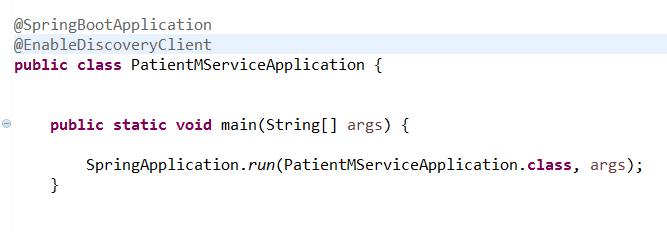 @SpringBootApplication
@EnableDiscoveryClient
public class PatientMServiceApplication {
public static void main(String[] args) {
SpringApplication.run(PatientMServiceApplication.class, args);
}